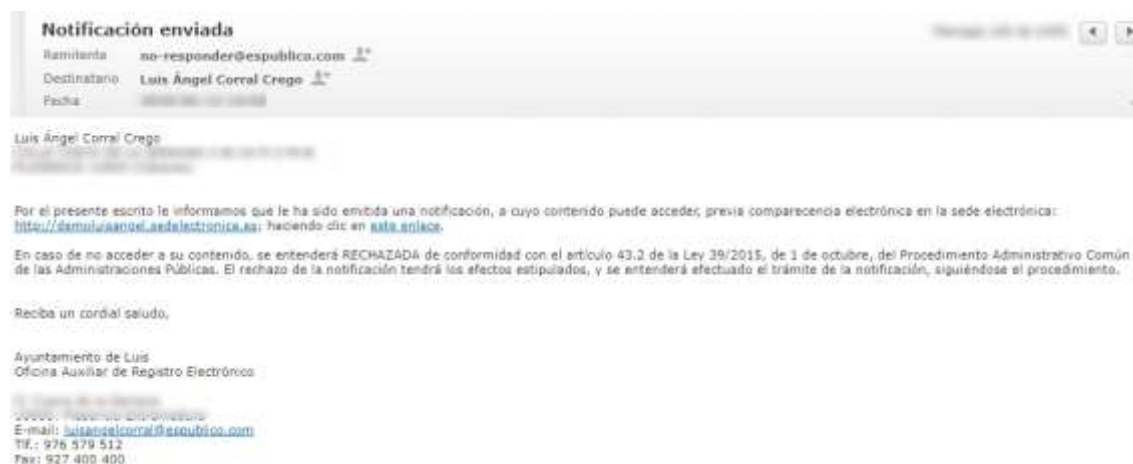 Notificación enviada
Remitente no-responder@espublico.com
Destinatario Luis Ángel Corral Crego
Fecha
Luis Ángel Corral Crego
Por el presente escrito le informamos que le ha sido emitida una notificación, a cuyo contenido puede acceder, previa comparecencia electrónica en la sede electrónica:
http://demoluisangel.sedelectronica.es; haciendo clic en este enlace.
En caso de no acceder a su contenido, se entenderá RECHAZADA de conformidad con el artículo 43.2 de la Ley 39/2015, de 1 de octubre, del Procedimiento Administrativo Común
de las Administraciones Públicas. El rechazo de la notificación tendrá los efectos estipulados, y se entenderá efectuado el trámite de la notificación, siguiéndose el procedimiento.
Reciba un cordial saludo,
Ayuntamiento de Luis
Oficina Auxiliar de Registro Electrónico
E-mail: luisangelcorral@espublico.com
Tlf.: 976 579 512
Fax: 927 400 400